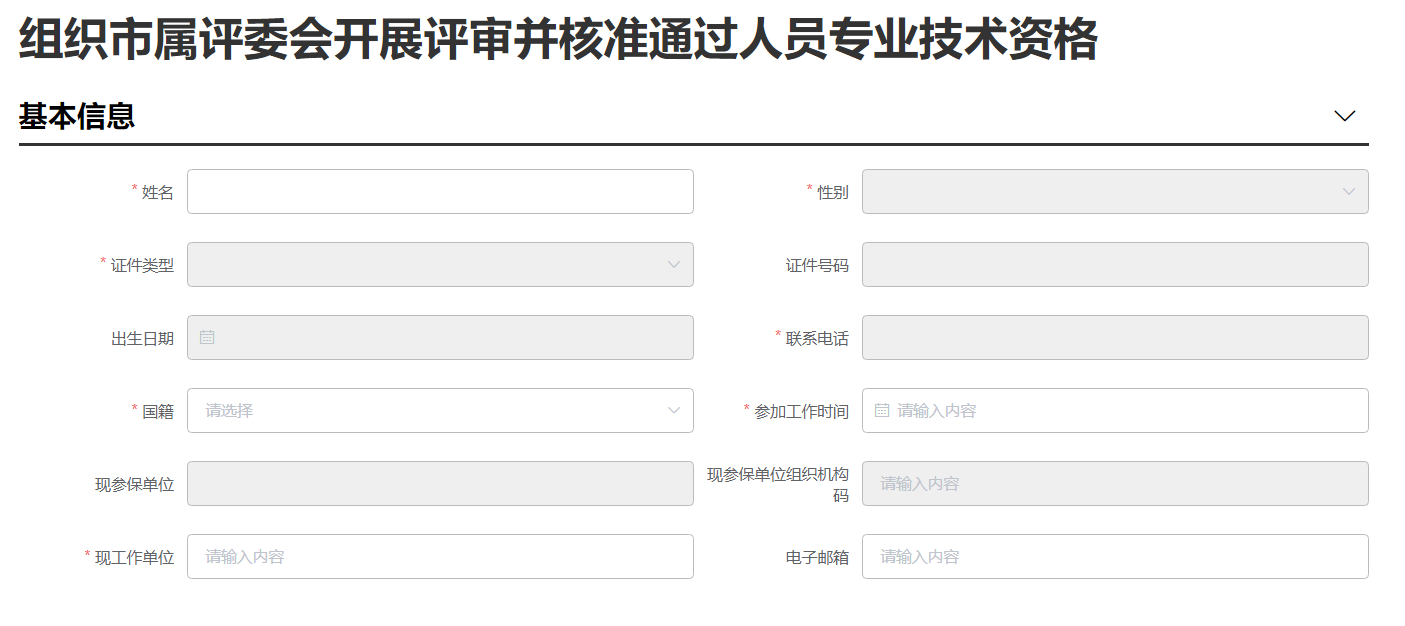 组织市属评委会开展评审并核准通过人员专业技术资格
基本信息
* 姓名
* 性别
* 证件类型
证件号码
出生日期
* 联系电话
* 国籍 请选择
* 参加工作时间 请输入内容
现参保单位
现参保单位组织机构
码 请输入内容
* 现工作单位 请输入内容
电子邮箱 请输入内容